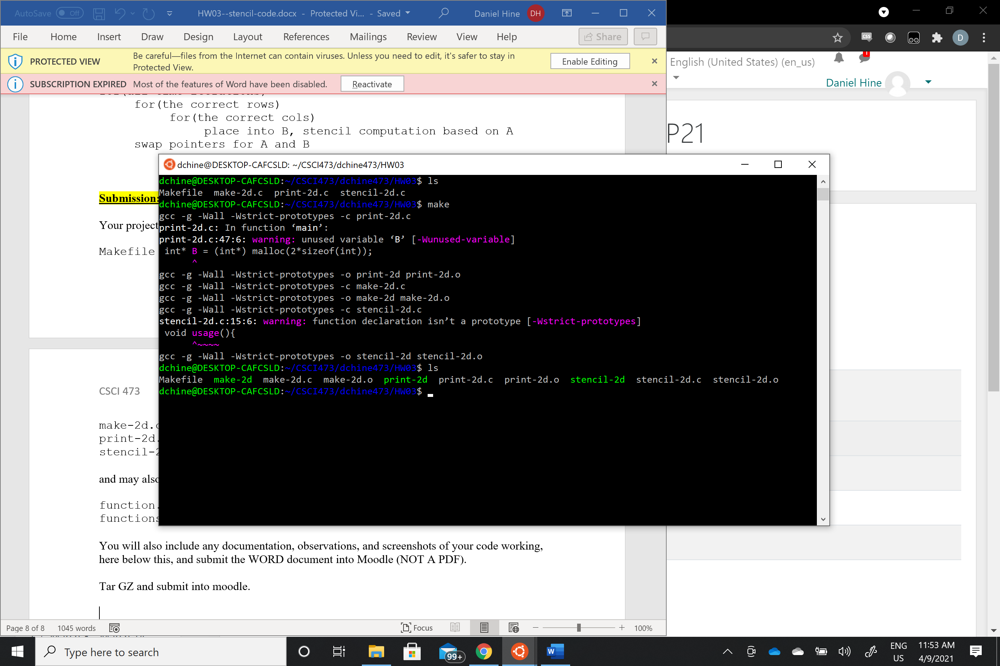 AutoSave Off HW03--stencil-code.docx - Protected Vi... - Saved Daniel Hine DH
File Home Insert Draw Design Layout References Mailings Review View Help Share
PROTECTED VIEW Be careful—files from the Internet can contain viruses. Unless you need to edit, it's safer to stay in
Protected View. Enable Editing
SUBSCRIPTION EXPIRED Most of the features of Word have been disabled. Reactivate
for(the correct rows)
for(the correct cols)
place into B, stencil computation based on A
swap pointers for A and B
Submission:
Your project
Makefile
CSCI 473
make-2d.c
print-2d.
stencil-2
and may also
function.
functions
You will also include any documentation, observations, and screenshots of your code working,
here below this, and submit the WORD document into Moodle (NOT A PDF).
Tar GZ and submit into moodle.
Page 8 of 8 1045 words Focus 100%
dchine@DESKTOP-CAFCSLD: ~/CSCI473/dchine473/HW03
dchine@DESKTOP-CAFCSLD:~/CSCI473/dchine473/HW03$ ls
Makefile make-2d.c print-2d.c stencil-2d.c
dchine@DESKTOP-CAFCSLD:~/CSCI473/dchine473/HW03$ make
gcc -g -Wall -Wstrict-prototypes -c print-2d.c
print-2d.c: In function ‘main’:
print-2d.c:47:6: warning: unused variable ‘B’ [-Wunused-variable]
int* B = (int*) malloc(2*sizeof(int));
^
gcc -g -Wall -Wstrict-prototypes -o print-2d print-2d.o
gcc -g -Wall -Wstrict-prototypes -c make-2d.c
gcc -g -Wall -Wstrict-prototypes -o make-2d make-2d.o
gcc -g -Wall -Wstrict-prototypes -c stencil-2d.c
stencil-2d.c:15:6: warning: function declaration isn’t a prototype [-Wstrict-prototypes]
void usage(){
^~~~~
gcc -g -Wall -Wstrict-prototypes -o stencil-2d stencil-2d.o
dchine@DESKTOP-CAFCSLD:~/CSCI473/dchine473/HW03$ ls
Makefile make-2d make-2d.c make-2d.o print-2d print-2d.c print-2d.o stencil-2d stencil-2d.c stencil-2d.o
dchine@DESKTOP-CAFCSLD:~/CSCI473/dchine473/HW03$
CSS D
English (United States) (en_us) 1
Daniel Hine
P21
Type here to search
99+
W
ENG
US
11:53 AM
4/9/2021